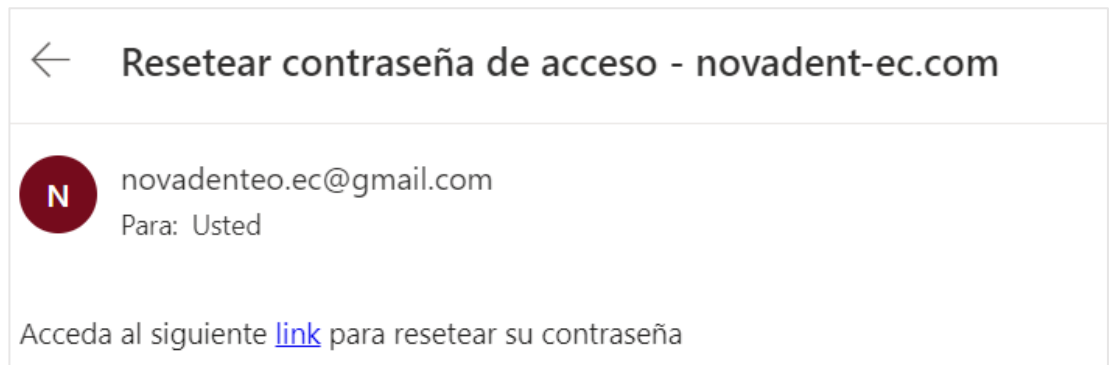 Resetear contraseña de acceso - novadent-ec.com
N
novadenteo.ec@gmail.com
Para: Usted
Acceda al siguiente link para resetear su contraseña